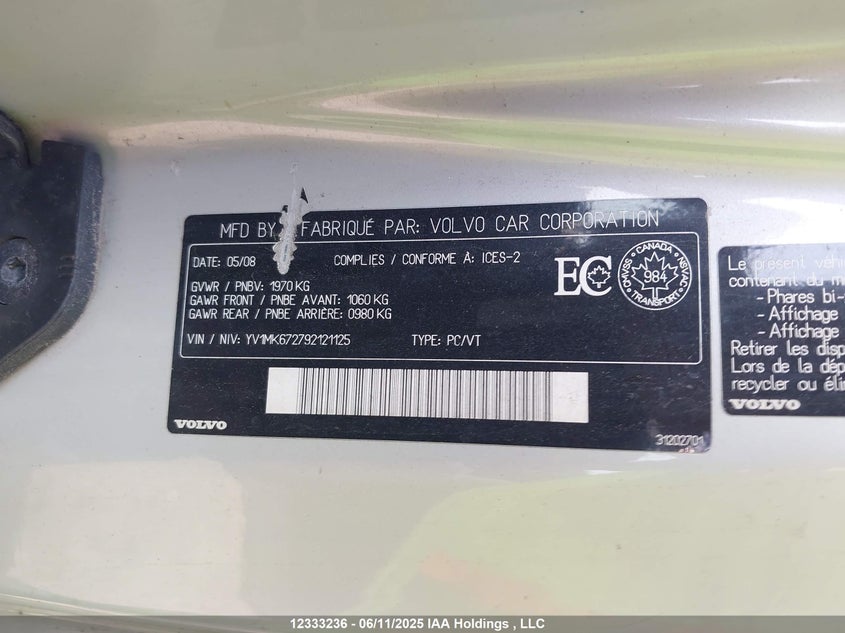 MFD BY / FABRIQUÉ PAR: VOLVO CAR CORPORATION
DATE: 05/08 COMPLIES / CONFORME À: ICES-2
GVWR / PNBV: 1970 KG
GAWR FRONT / PNBE AVANT: 1060 KG
GAWR REAR / PNBE ARRIÈRE: 0980 KG
VIN / NIV: YV1MK672792121125 TYPE: PC/VT
EC
CANADA
CMVSS
984
NSVAC
TRANSPORT
VOLVO
31202701
Le présent véhi
contenant du m
- Phares bi-
- Affichage
- Affichage
Retirer les disp
Lors de la dép
recycler ou éli
VOLVO
12333236 - 06/11/2025 IAA Holdings , LLC